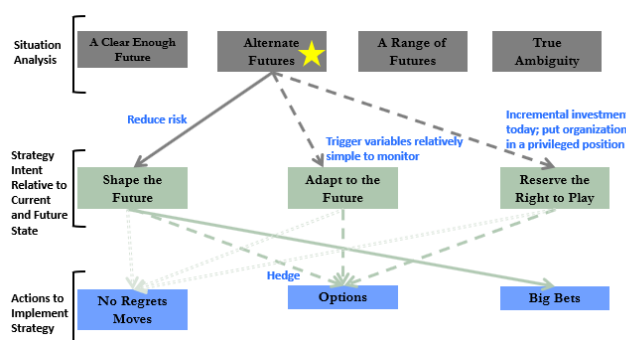 Situation
Analysis
A Clear Enough
Future
Alternate
Futures
A Range of
Futures
True
Ambiguity
Reduce risk
Trigger variables relatively
simple to monitor
Incremental investment
today; put organization
in a privileged position
Strategy
Intent
Relative to
Current
and Future
State
Shape the
Future
Adapt to the
Future
Reserve the
Right to Play
Hedge
Actions to
Implement
Strategy
No Regrets
Moves
Options
Big Bets